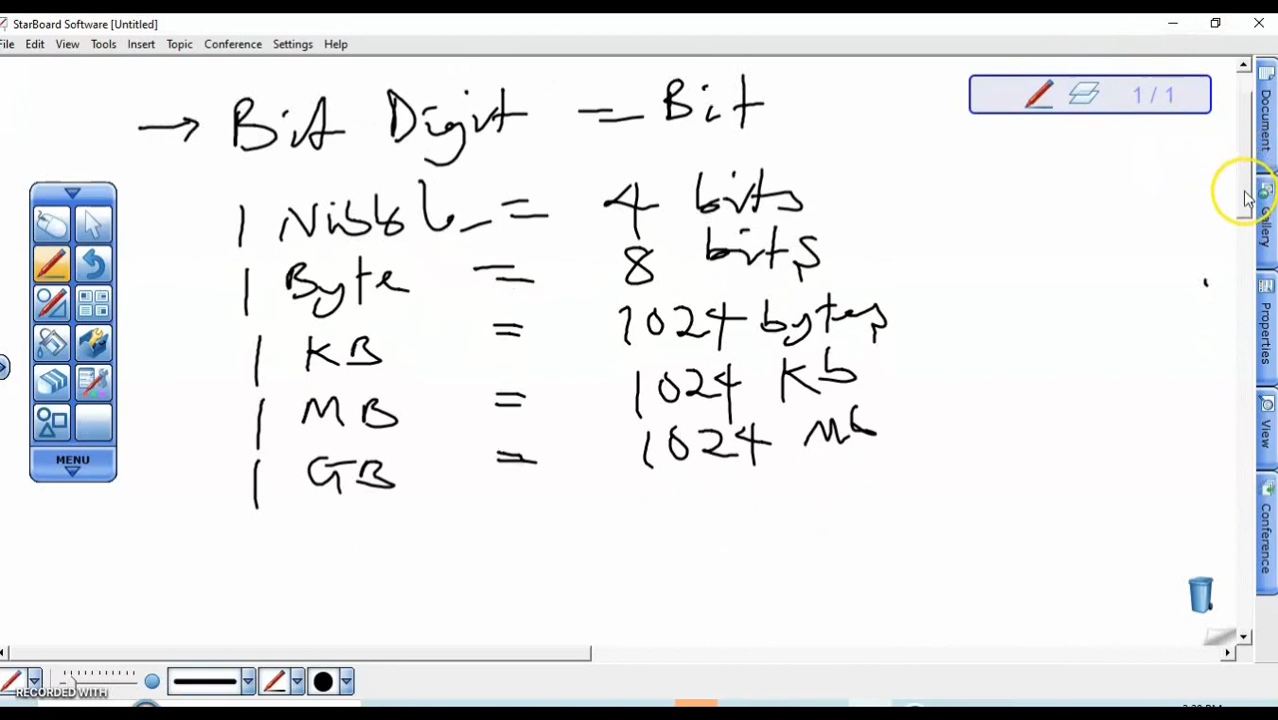 StarBoard Software [Untitled]
File Edit View Tools Insert Topic Conference Settings Help
→ Bit Digit = Bit
1 / 1
1 Nibble = 4 bits
1 Byte = 8 bits
1 KB = 1024 bytes
1 MB = 1024 Kb
1 GB = 1024 Mb
MENU
Document
Gallery
Properties
View
Conference
RECORDED WITH